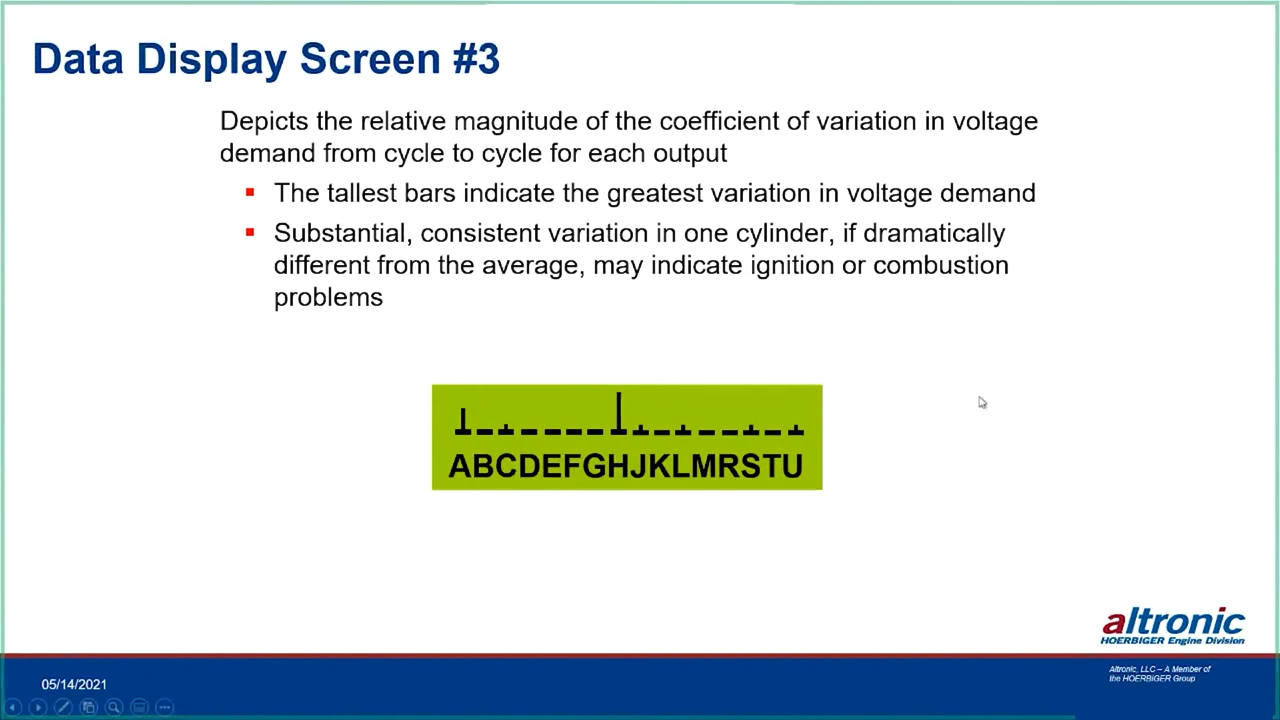 Data Display Screen #3
Depicts the relative magnitude of the coefficient of variation in voltage
demand from cycle to cycle for each output
The tallest bars indicate the greatest variation in voltage demand
Substantial, consistent variation in one cylinder, if dramatically
different from the average, may indicate ignition or combustion
problems
ABCDEFGHJKLMRSTU
altronic
HOERBIGER Engine Division
Altronic, LLC – A Member of
the HOERBIGER Group
05/14/2021